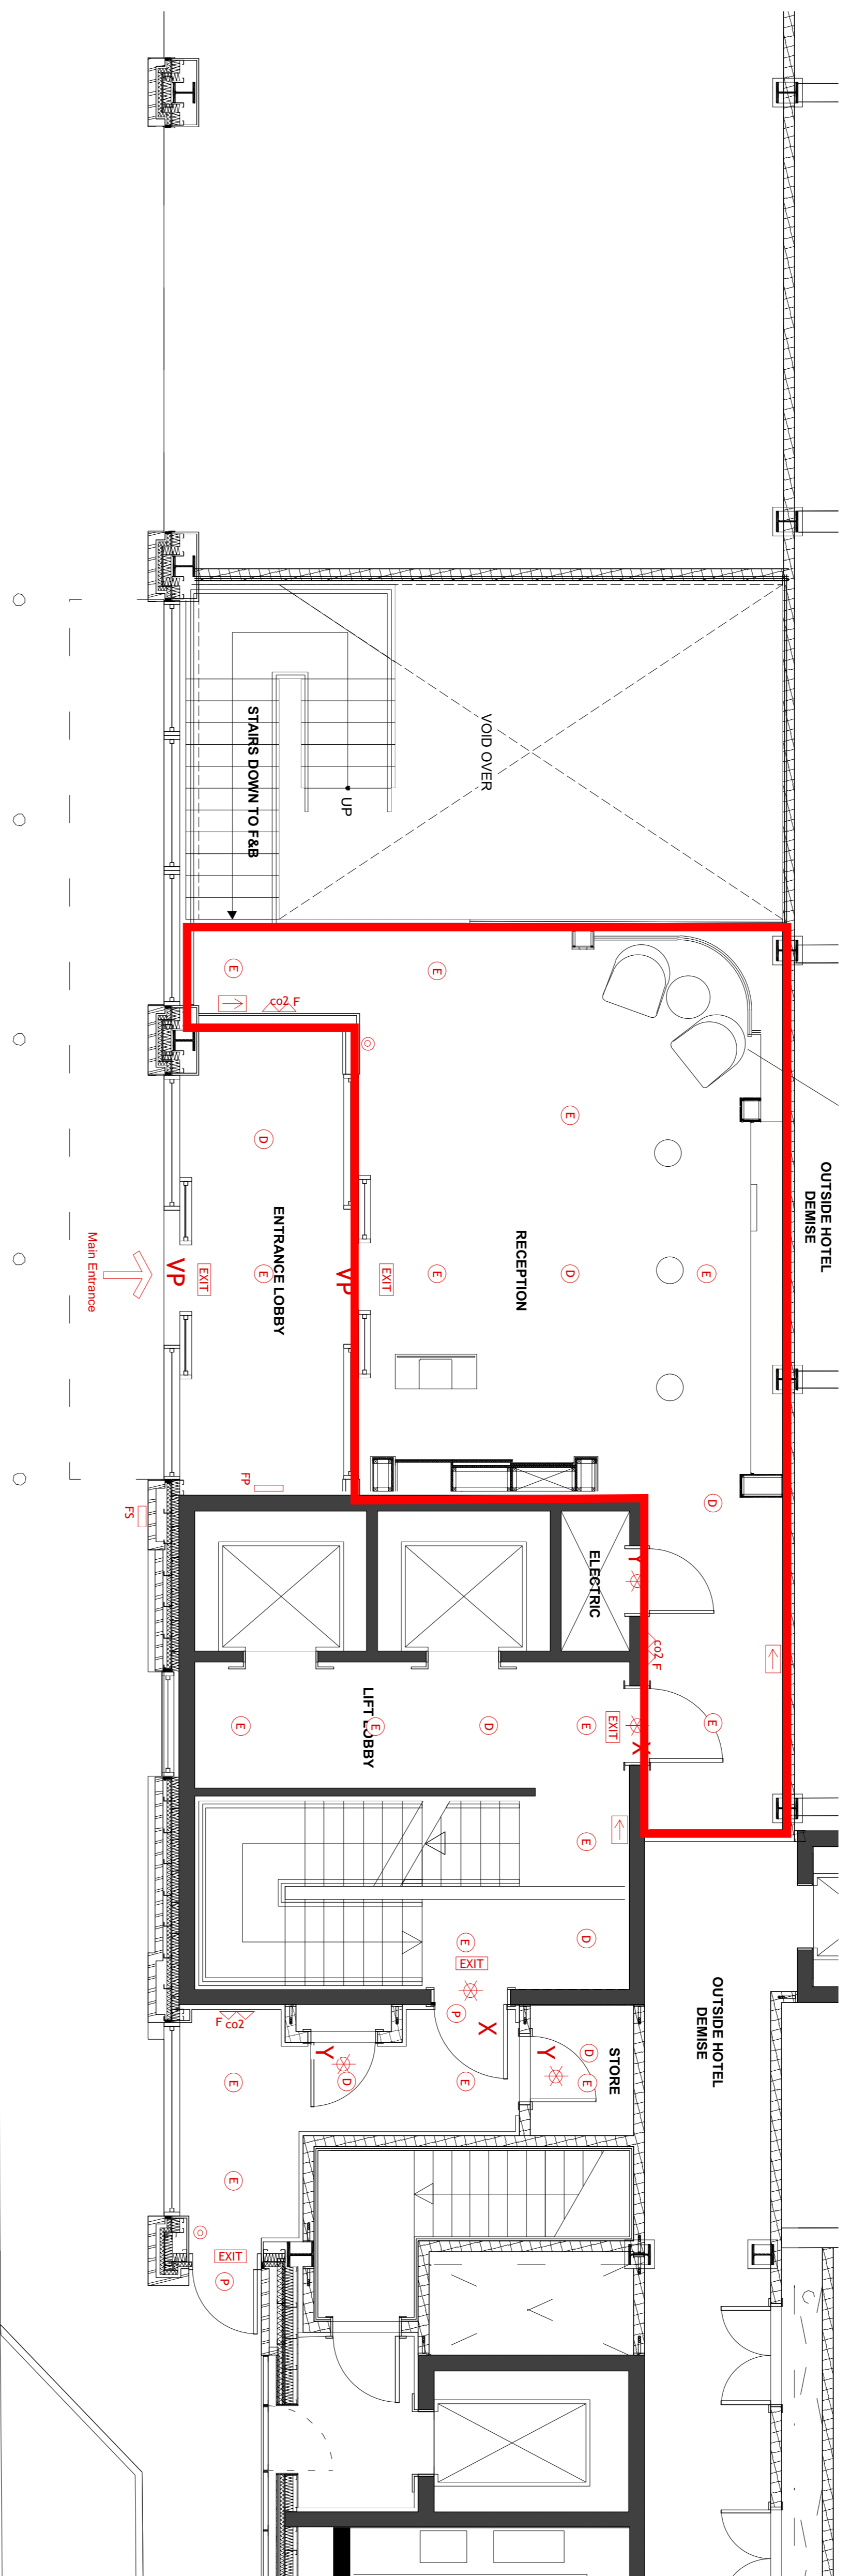 STAIRS DOWN TO F&B
UP
VOID OVER
E
E
co2 F
E
D
OUTSIDE HOTEL
DEMISE
ENTRANCE LOBBY
RECEPTION
Main Entrance
VP
EXIT
E
VP
EXIT
E
D
E
FP
FS
D
ELECTRIC
Y
co2 F
LIFT LOBBY
E
E
D
E
EXIT
X
E
E
E
D
EXIT
P
X
F co2
OUTSIDE HOTEL
DEMISE
STORE
Y
D
Y
D
E
E
E
E
EXIT
P